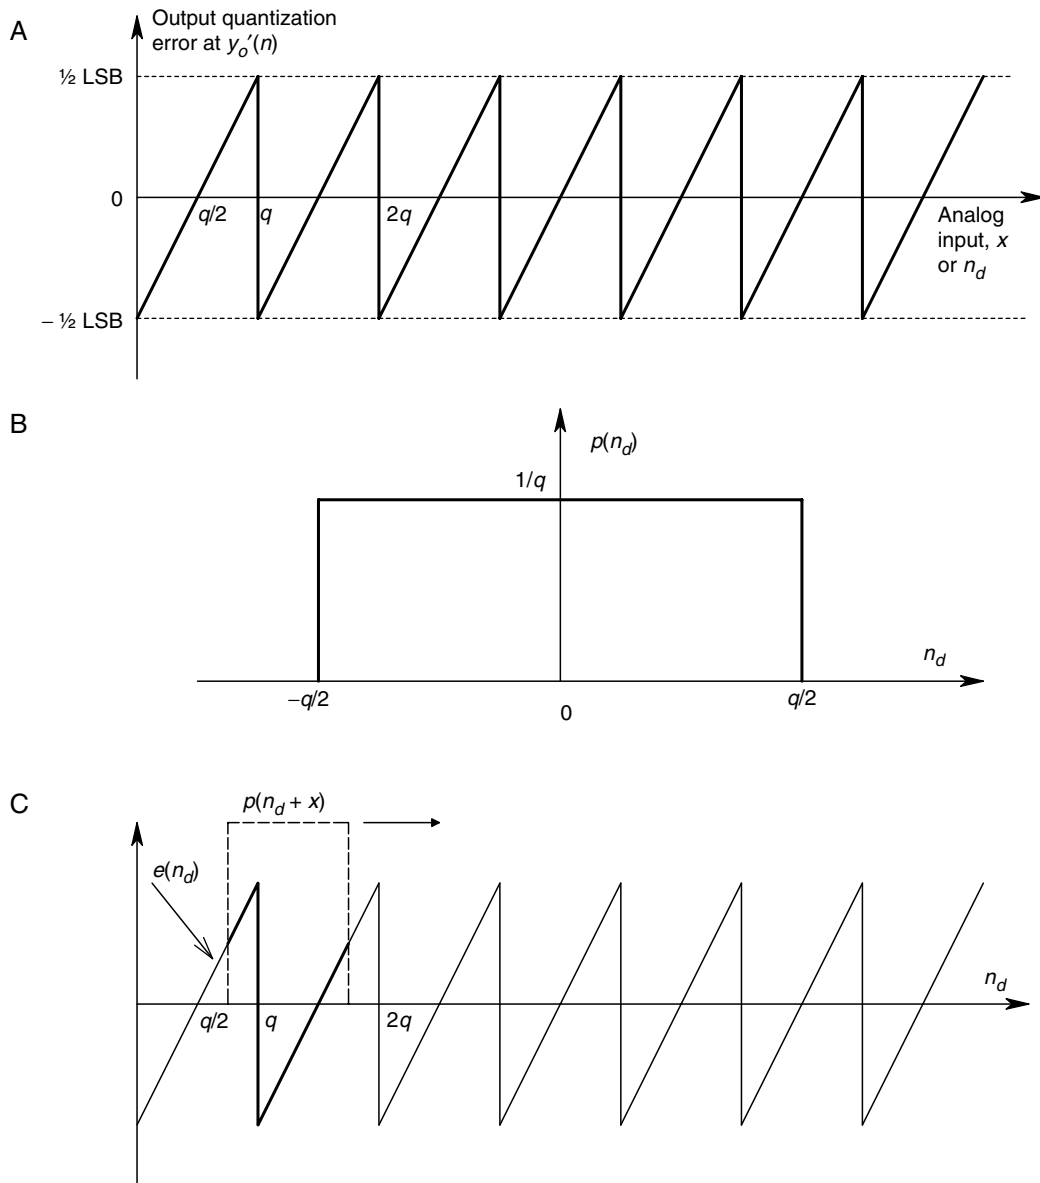 A
Output quantization
error at yₒ′(n)
½ LSB
0
q/2
q
2q
Analog
input, x
or n_d
– ½ LSB
B
p(n_d)
1/q
n_d
–q/2
0
q/2
C
p(n_d + x)
e(n_d)
n_d
q/2
q
2q